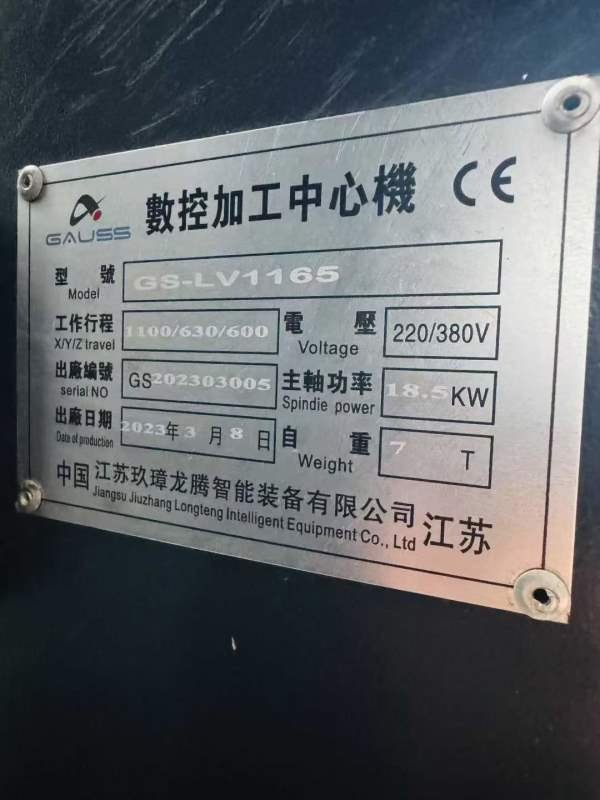 GAUSS
數控加工中心機 CE
型號 GS-LV1165
Model
工作行程 1100/630/600 電壓 220/380V
X/Y/Z travel Voltage
出廠編號 GS202303005 主軸功率 18.5KW
serial NO Spindie power
出廠日期 2023年3月8日 自重 7 T
Date of production Weight
中国 江苏玖璋龙腾智能装备有限公司 江苏
Jiangsu Jiuzhang Longteng Intelligent Equipment Co., Ltd